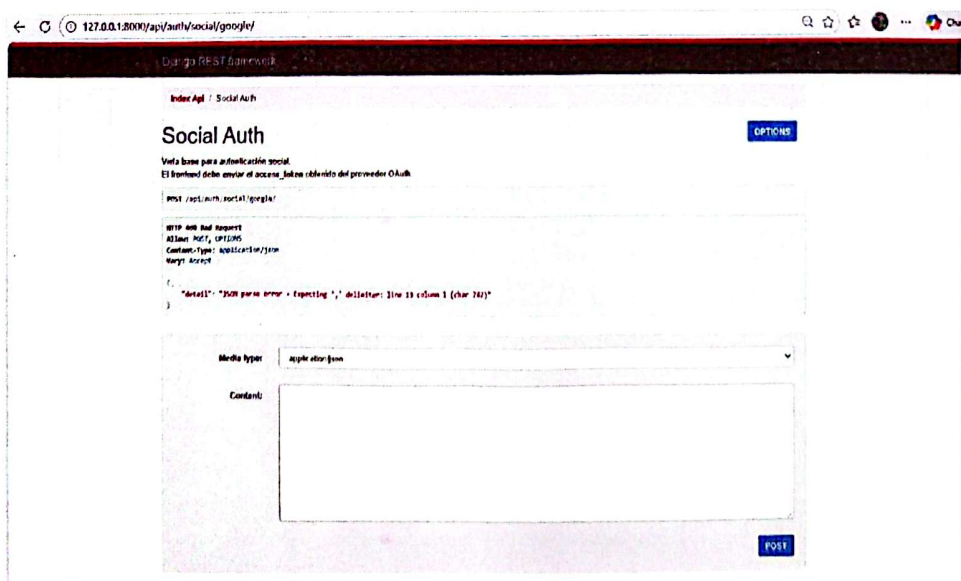 127.0.0.1:8000/api/auth/social/google/
Django REST framework
Index Api / Social Auth
Social Auth
OPTIONS
Vista base para autenticación social.
El frontend debe enviar el access_token obtenido del proveedor OAuth
POST /api/auth/social/google/
HTTP 400 Bad Request
Allow: POST, OPTIONS
Content-Type: application/json
Vary: Accept
{
"detail": "JSON parse error - Expecting ',' delimiter: line 13 column 1 (char 742)"
}
Media type:
application/json
Content:
POST